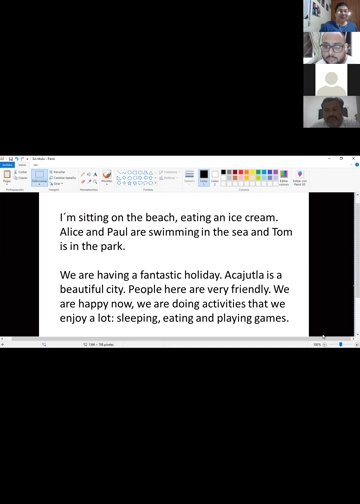 I´m sitting on the beach, eating an ice cream.
Alice and Paul are swimming in the sea and Tom
is in the park.
We are having a fantastic holiday. Acajutla is a
beautiful city. People here are very friendly. We
are happy now, we are doing activities that we
enjoy a lot: sleeping, eating and playing games.
100%